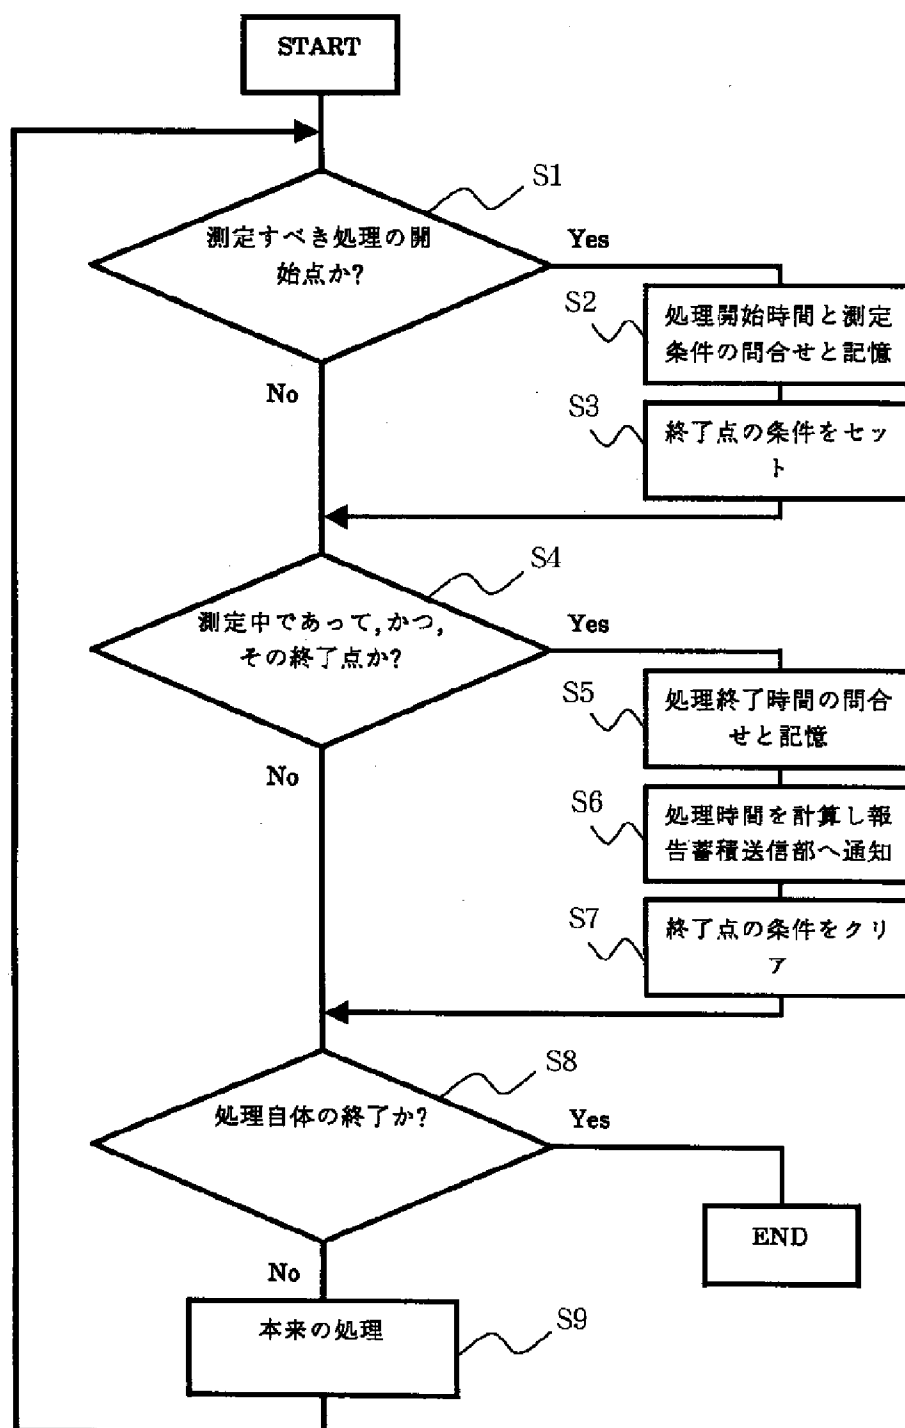 START
S1
測定すべき処理の開
始点か?
Yes
No
S2
処理開始時間と測定
条件の問合せと記憶
S3
終了点の条件をセッ
ト
S4
測定中であって,かつ,
その終了点か?
Yes
No
S5
処理終了時間の問合
せと記憶
S6
処理時間を計算し報
告蓄積送信部へ通知
S7
終了点の条件をクリ
ア
S8
処理自体の終了か?
Yes
END
No
本来の処理
S9